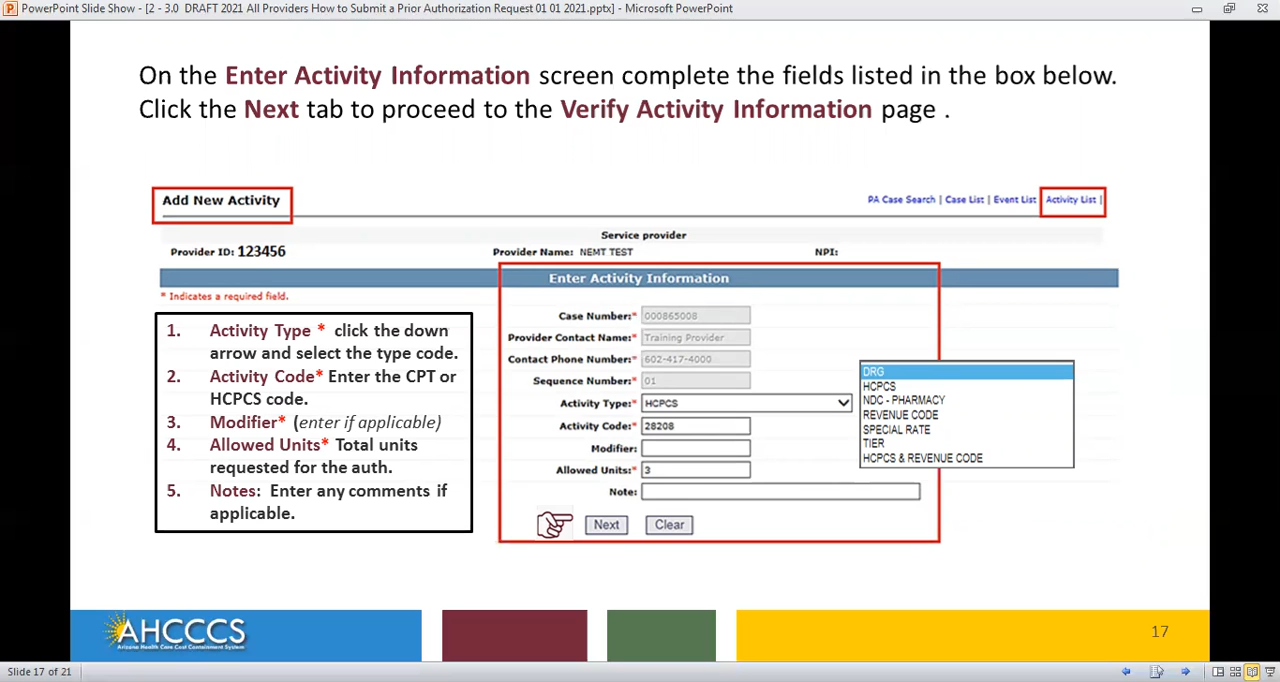 PowerPoint Slide Show - [2 - 3.0 DRAFT 2021 All Providers How to Submit a Prior Authorization Request 01 01 2021.pptx] - Microsoft PowerPoint
On the Enter Activity Information screen complete the fields listed in the box below.
Click the Next tab to proceed to the Verify Activity Information page .
Add New Activity
PA Case Search | Case List | Event List | Activity List |
Service provider
Provider ID: 123456 Provider Name: NEMT TEST NPI:
Enter Activity Information
* Indicates a required field.
1. Activity Type * click the down
arrow and select the type code.
2. Activity Code* Enter the CPT or
HCPCS code.
3. Modifier* (enter if applicable)
4. Allowed Units* Total units
requested for the auth.
5. Notes: Enter any comments if
applicable.
Case Number:* 000865008
Provider Contact Name:* Training Provider
Contact Phone Number:* 602-417-4000
Sequence Number:* 01
Activity Type:* HCPCS
Activity Code:* 28208
Modifier:
Allowed Units:* 3
Note:
Next Clear
DRG
HCPCS
NDC - PHARMACY
REVENUE CODE
SPECIAL RATE
TIER
HCPCS & REVENUE CODE
AHCCCS
Arizona Health Care Cost Containment System
17
Slide 17 of 21